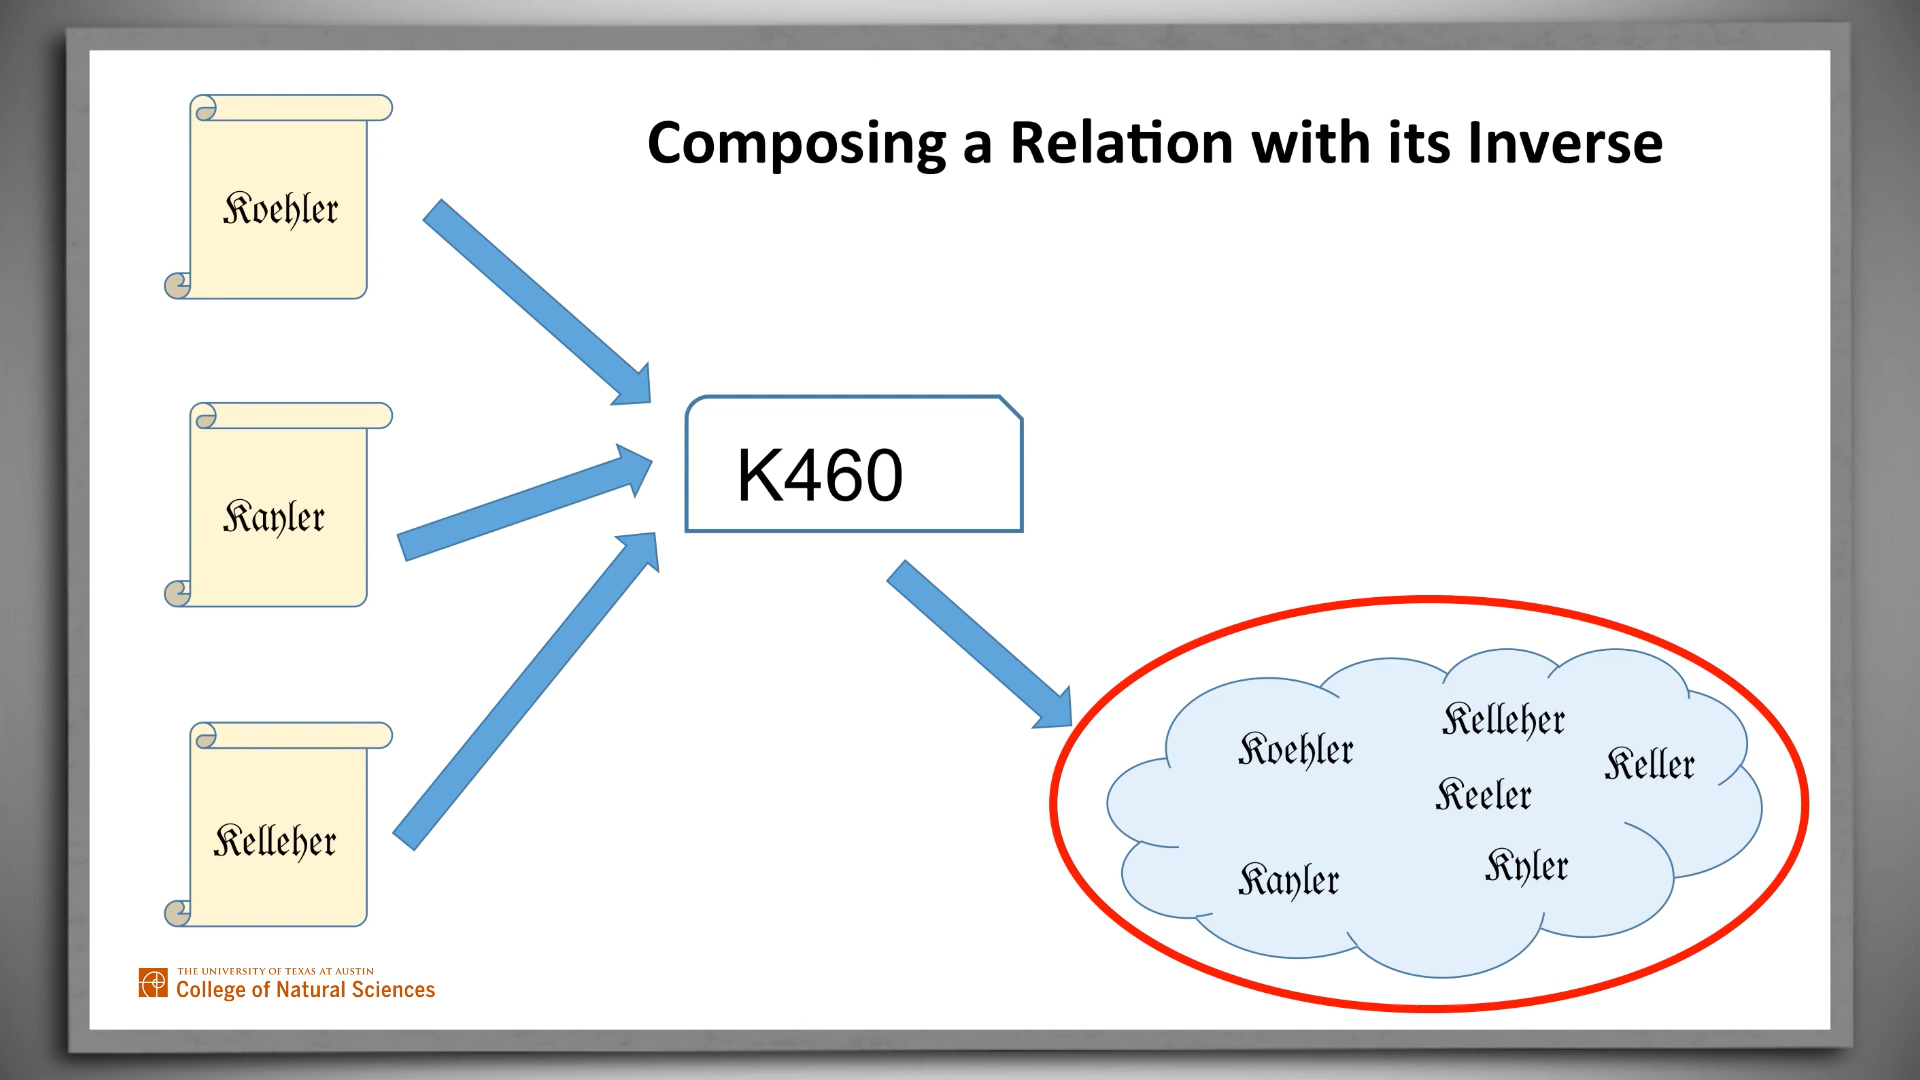 Composing a Relation with its Inverse
Koehler
Kayler
Kelleher
K460
Koehler
Kelleher
Keller
Keeler
Kayler
Kyler
THE UNIVERSITY OF TEXAS AT AUSTIN
College of Natural Sciences